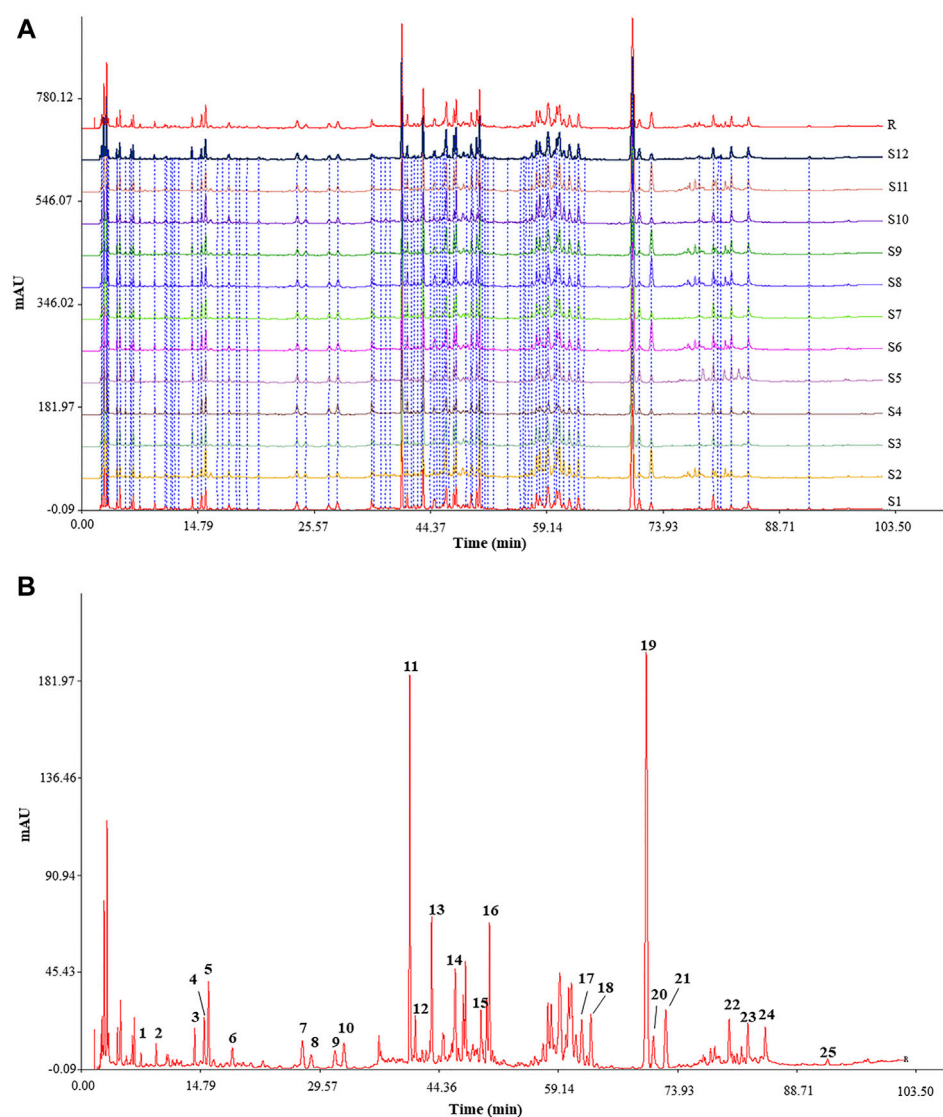 A
mAU
780.12
546.07
346.02
181.97
-0.09
R
S12
S11
S10
S9
S8
S7
S6
S5
S4
S3
S2
S1
0.00 14.79 25.57 44.37 59.14 73.93 88.71 103.50
Time (min)
B
mAU
181.97
136.46
90.94
45.43
-0.09
1 2 3 4 5 6 7 8 9 10 11 12 13 14 15 16 17 18 19 20 21 22 23 24 25
R
0.00 14.79 29.57 44.36 59.14 73.93 88.71 103.50
Time (min)